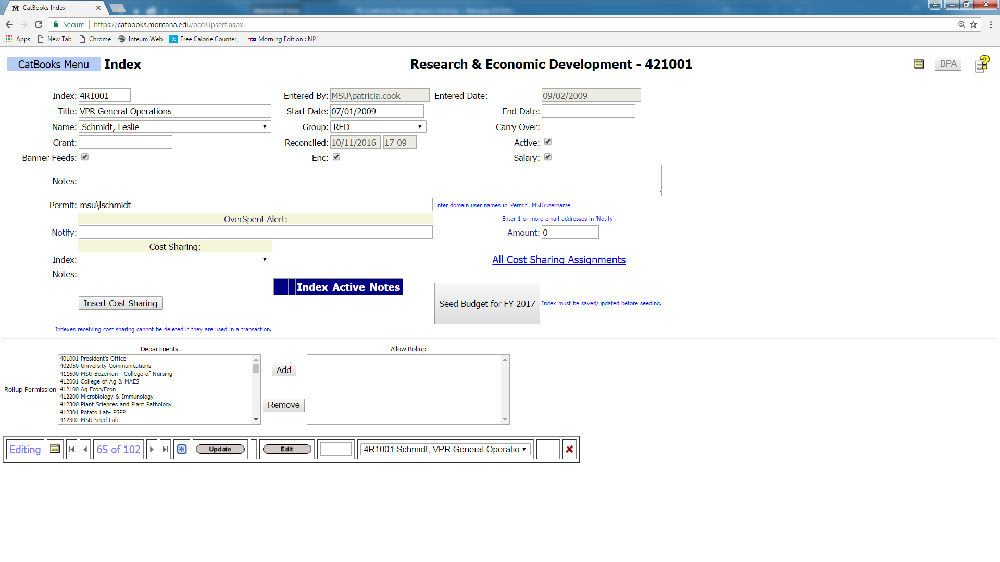 CatBooks Index
Secure https://catbooks.montana.edu/acciUpsert.aspx
Apps New Tab Chrome Inteum Web Free Calorie Counter, Morning Edition : NPR
CatBooks Menu Index Research & Economic Development - 421001 BPA
Index: 4R1001 Entered By: MSU\patricia.cook Entered Date: 09/02/2009
Title: VPR General Operations Start Date: 07/01/2009 End Date:
Name: Schmidt, Leslie Group: RED Carry Over:
Grant: Reconciled: 10/11/2016 17-09 Active:
Banner Feeds: Enc: Salary:
Notes:
Permit: msu\lschmidt Enter domain user names in 'Permit'. MSU\username
OverSpent Alert: Enter 1 or more email addresses in 'Notify'.
Notify: Amount: 0
Cost Sharing:
Index: All Cost Sharing Assignments
Notes:
Index Active Notes
Insert Cost Sharing Seed Budget for FY 2017 Index must be saved/updated before seeding.
Indexes receiving cost sharing cannot be deleted if they are used in a transaction.
Departments Allow Rollup
401001 President's Office
402050 University Communications
411600 MSU Bozeman - College of Nursing
412001 College of Ag & MAES
412100 Ag Econ/Econ
412200 Microbiology & Immunology
412300 Plant Sciences and Plant Pathology
412301 Potato Lab- PSPP
412302 MSU Seed Lab
Rollup Permission
Add
Remove
Editing 65 of 102 Update Edit 4R1001 Schmidt, VPR General Operatio